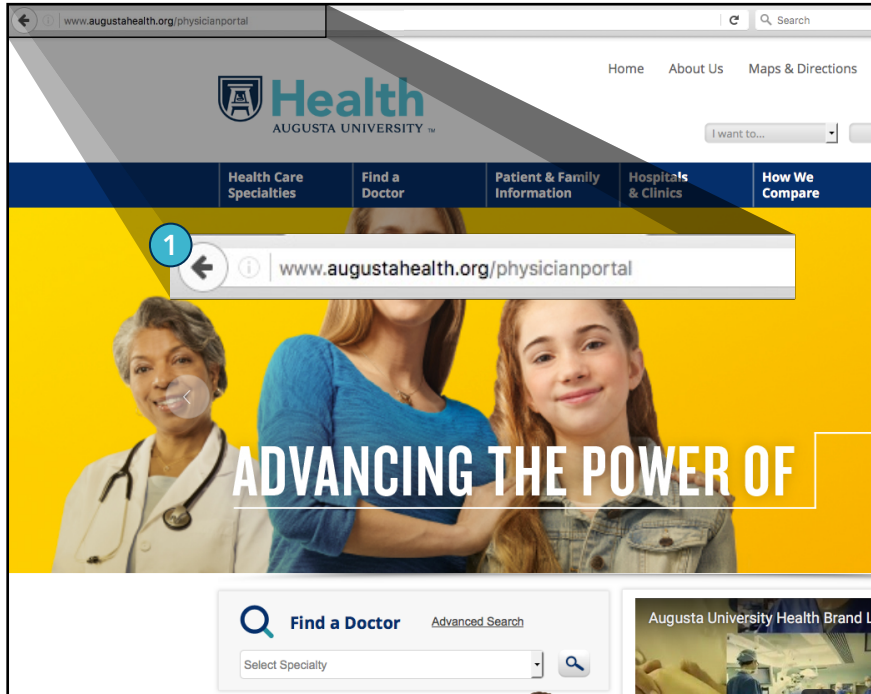 www.augustahealth.org/physicianportal
Search
Home About Us Maps & Directions
Health
AUGUSTA UNIVERSITY TM
I want to...
Health Care Specialties
Find a Doctor
Patient & Family Information
Hospitals & Clinics
How We Compare
1
www.augustahealth.org/physicianportal
ADVANCING THE POWER OF
Find a Doctor Advanced Search
Select Specialty
Augusta University Health Brand L